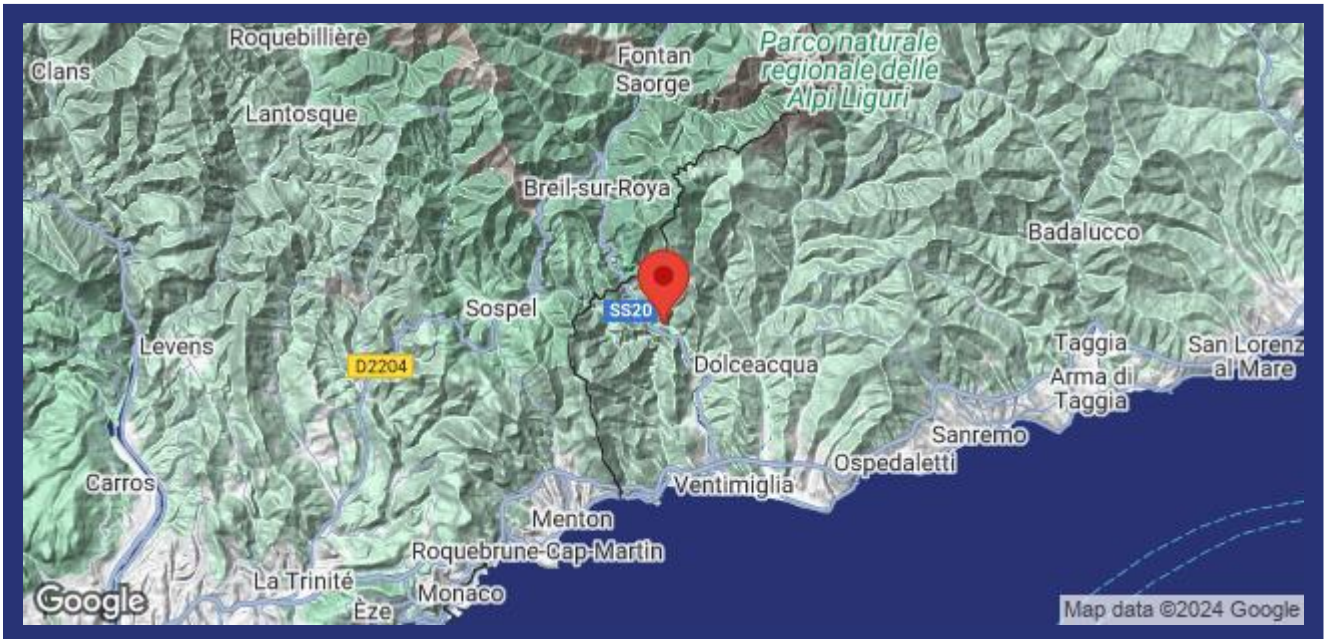 Roquebillière
Clans
Lantosque
Fontan
Saorge
Parco naturale
regionale delle
Alpi Liguri
Breil-sur-Roya
Badalucco
Sospel
SS20
Levens
D2204
Dolceacqua
Taggia
San Lorenz
al Mare
Arma di
Taggia
Sanremo
Ospedaletti
Carros
Ventimiglia
Menton
Roquebrune-Cap-Martin
La Trinité
Monaco
Èze
Google
Map data ©2024 Google